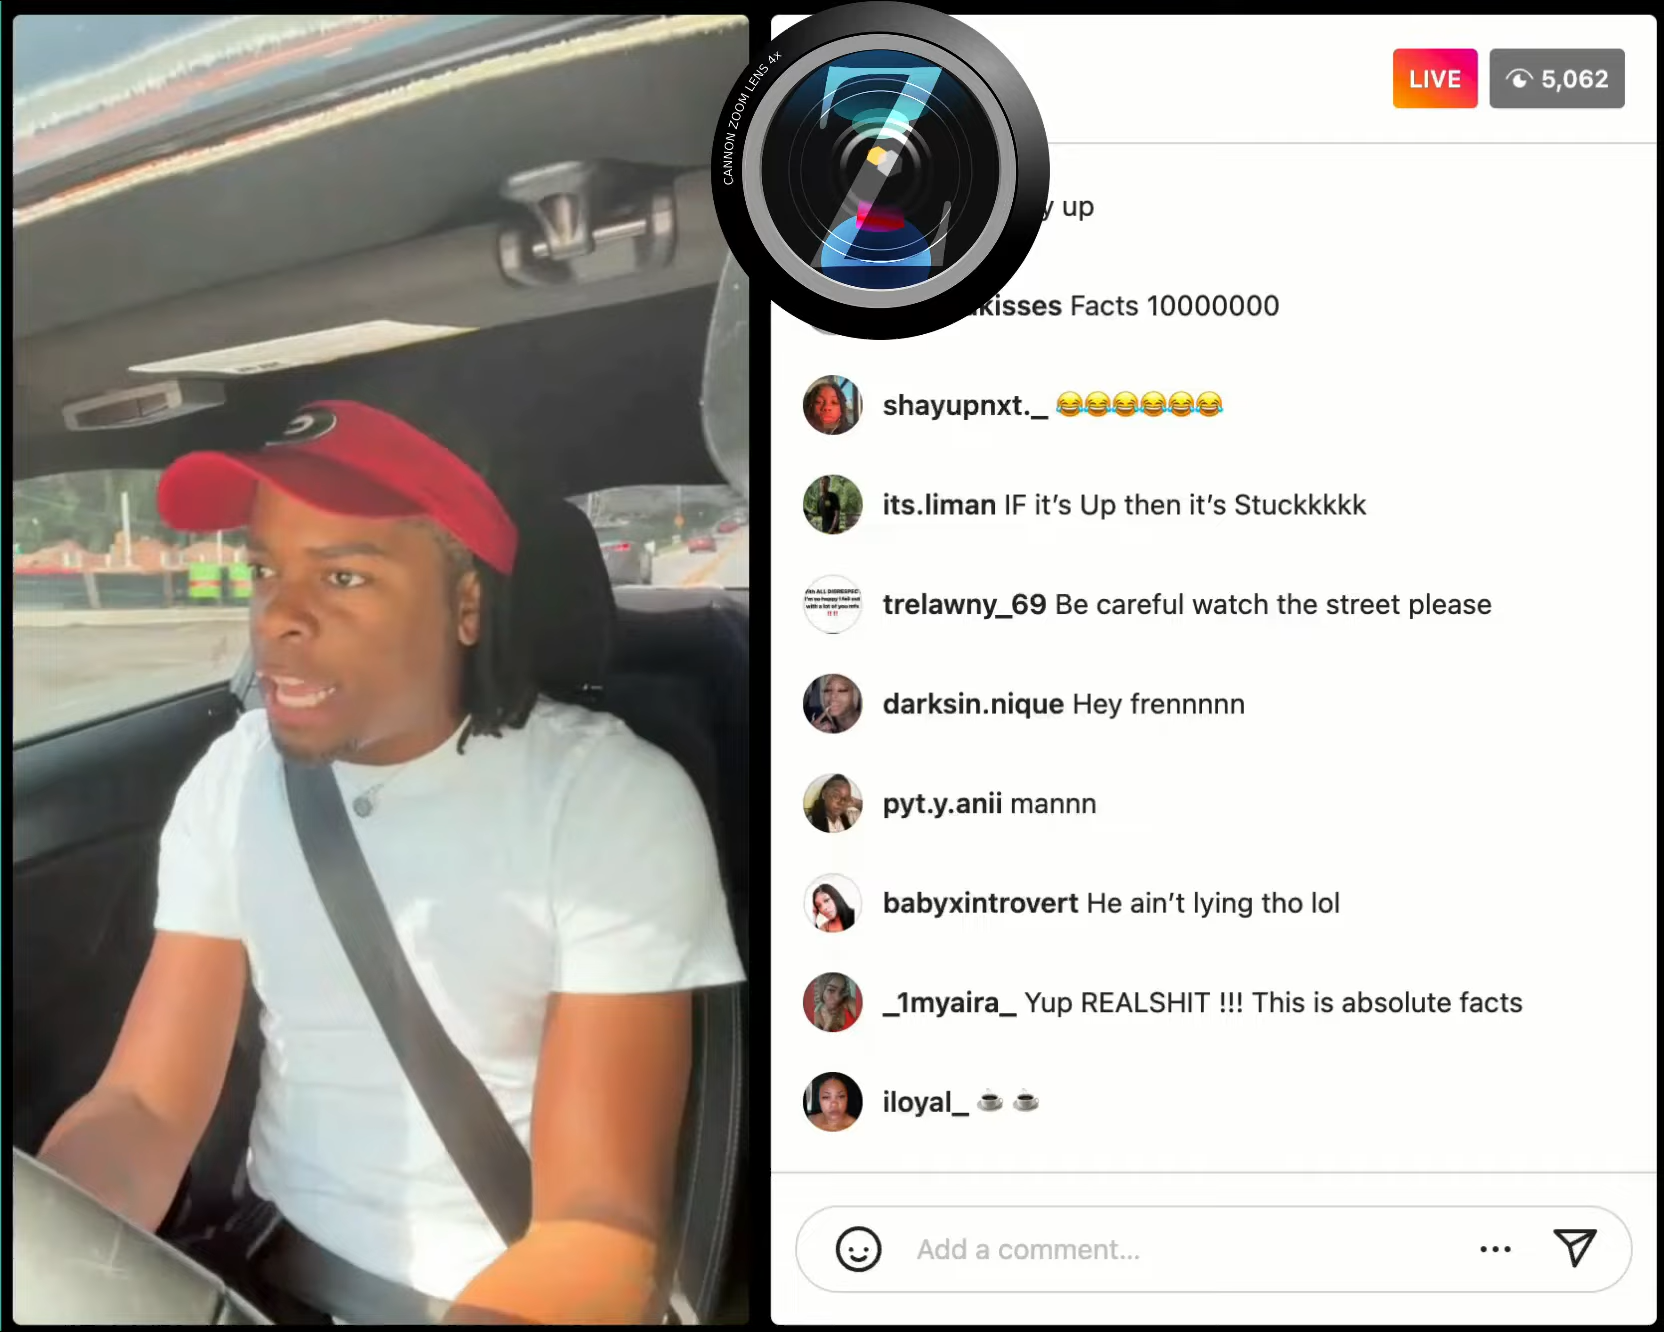 CANNON ZOOM LENS 4x
Z
LIVE 5,062
y up
kisses Facts 10000000
shayupnxt._ 😂😂😂😂😂😂
its.liman IF it’s Up then it’s Stuckkkkk
trelawny_69 Be careful watch the street please
darksin.nique Hey frennnnn
pyt.y.anii mannn
babyxintrovert He ain’t lying tho lol
_1myaira_ Yup REALSHIT !!! This is absolute facts
iloyal_ ☕ ☕
Add a comment...